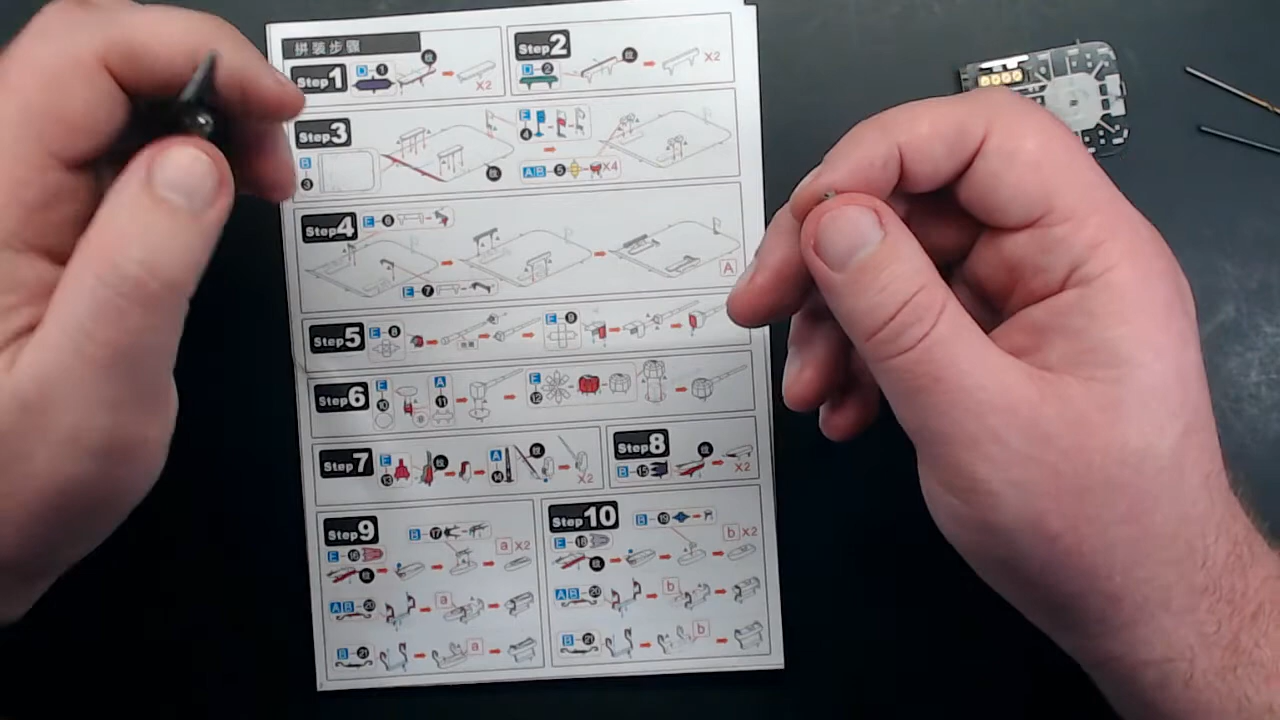 拼装步骤
Step1
D 1
X2
Step2
D 2
X2
Step3
B
3
E
4
A B 5 X4
Step4
E 6
E 7
A
Step5
E 8
E 9
Step6
E
10
A
11
E
12
Step7
E
13
A
14
X2
Step8
B 15
X2
Step9
E 16
B 17
a X2
A B 20
a
B 21
a
Step10
E 18
B 19
b X2
A B 20
b
B 21
b